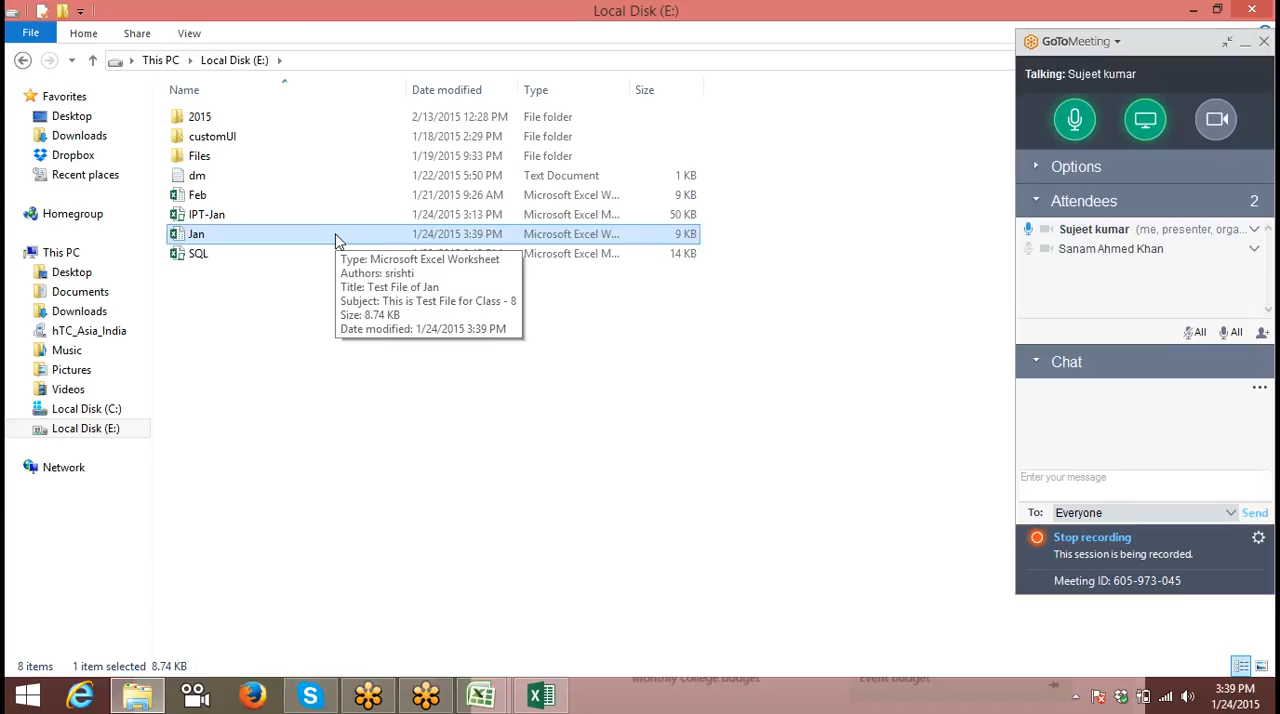 Local Disk (E:)
File Home Share View
This PC Local Disk (E:)
Name Date modified Type Size
2015 2/13/2015 12:28 PM File folder
customUI 1/18/2015 2:29 PM File folder
Files 1/19/2015 9:33 PM File folder
dm 1/22/2015 5:50 PM Text Document 1 KB
Feb 1/21/2015 9:26 AM Microsoft Excel W... 9 KB
IPT-Jan 1/24/2015 3:13 PM Microsoft Excel M... 50 KB
Jan 1/24/2015 3:39 PM Microsoft Excel W... 9 KB
SQL Microsoft Excel M... 14 KB
Type: Microsoft Excel Worksheet
Authors: srishti
Title: Test File of Jan
Subject: This is Test File for Class - 8
Size: 8.74 KB
Date modified: 1/24/2015 3:39 PM
Favorites
Desktop
Downloads
Dropbox
Recent places
Homegroup
This PC
Desktop
Documents
Downloads
hTC_Asia_India
Music
Pictures
Videos
Local Disk (C:)
Local Disk (E:)
Network
8 items 1 item selected 8.74 KB
GoToMeeting
Talking: Sujeet kumar
Options
Attendees 2
Sujeet kumar (me, presenter, orga...
Sanam Ahmed Khan
All All
Chat
Enter your message
To: Everyone Send
Stop recording
This session is being recorded.
Meeting ID: 605-973-045
Monthly college budget Event budget
3:39 PM
1/24/2015